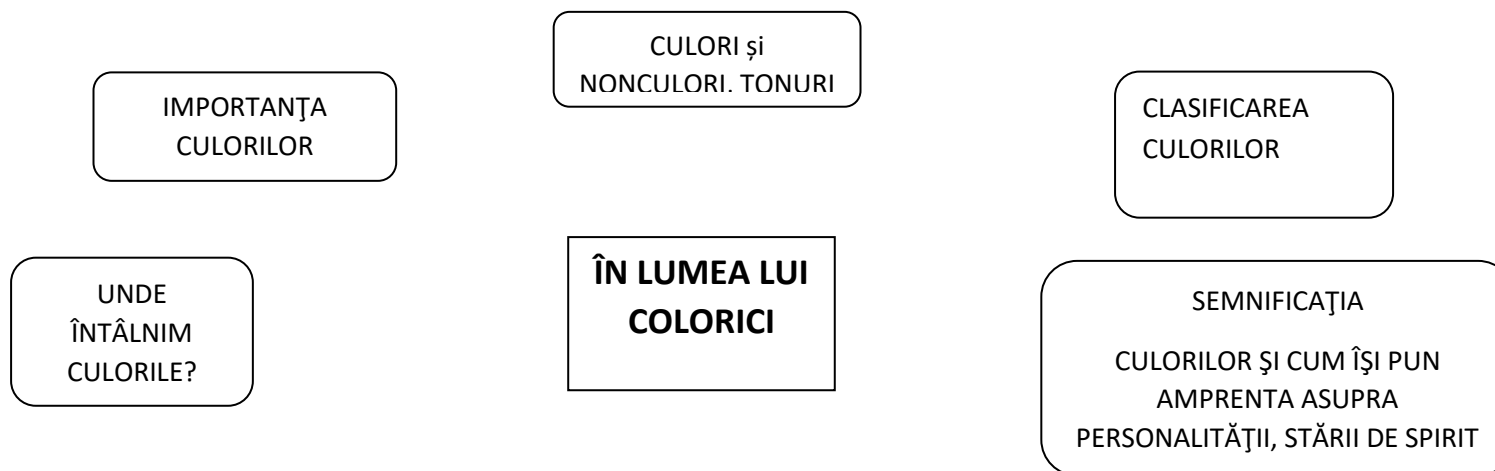 CULORI și
NONCULORI. TONURI
IMPORTANŢA
CULORILOR
CLASIFICAREA
CULORILOR
UNDE
ÎNTÂLNIM
CULORILE?
ÎN LUMEA LUI
COLORICI
SEMNIFICAŢIA
CULORILOR ŞI CUM ÎŞI PUN
AMPRENTA ASUPRA
PERSONALITĂŢII, STĂRII DE SPIRIT